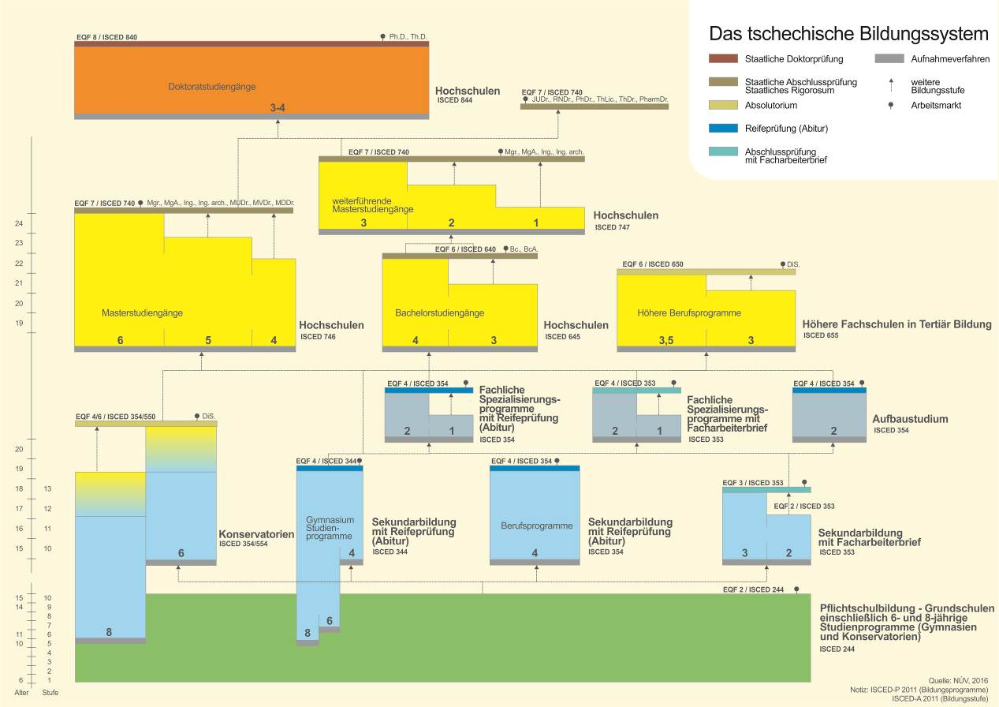 Das tschechische Bildungssystem
Staatliche Doktorprüfung
Staatliche Abschlussprüfung
Staatliches Rigorosum
Absolutorium
Reifeprüfung (Abitur)
Abschlussprüfung
mit Facharbeiterbrief
Aufnahmeverfahren
weitere
Bildungsstufe
Arbeitsmarkt
EQF 8 / ISCED 840
Ph.D., Th.D.
Doktoratstudiengänge
3-4
Hochschulen
ISCED 844
EQF 7 / ISCED 740
JUDr., RNDr., PhDr., ThLic., ThDr., PharmDr.
EQF 7 / ISCED 740
Mgr., MgA., Ing., Ing. arch.
weiterführende
Masterstudiengänge
3
2
1
Hochschulen
ISCED 747
EQF 7 / ISCED 740
Mgr., MgA., Ing., Ing. arch., MUDr., MVDr., MDDr.
Masterstudiengänge
6
5
4
Hochschulen
ISCED 746
EQF 6 / ISCED 640
Bc., BcA.
Bachelorstudiengänge
4
3
Hochschulen
ISCED 645
EQF 6 / ISCED 650
DiS.
Höhere Berufsprogramme
3,5
3
Höhere Fachschulen in Tertiär Bildung
ISCED 655
24
23
22
21
20
19
EQF 4 / ISCED 354
2
1
Fachliche
Spezialisierungs-
programme
mit Reifeprüfung
(Abitur)
ISCED 354
EQF 4 / ISCED 353
2
1
Fachliche
Spezialisierungs-
programme mit
Facharbeiterbrief
ISCED 353
EQF 4 / ISCED 354
2
Aufbaustudium
ISCED 354
EQF 4/6 / ISCED 354/550
DiS.
6
8
Konservatorien
ISCED 354/554
EQF 4 / ISCED 344
Gymnasium
Studien-
programme
4
6
8
Sekundarbildung
mit Reifeprüfung
(Abitur)
ISCED 344
EQF 4 / ISCED 354
Berufsprogramme
4
Sekundarbildung
mit Reifeprüfung
(Abitur)
ISCED 354
EQF 3 / ISCED 353
EQF 2 / ISCED 353
3
2
Sekundarbildung
mit Facharbeiterbrief
ISCED 353
20
19
18 13
17 12
16 11
15 10
EQF 2 / ISCED 244
Pflichtschulbildung - Grundschulen
einschließlich 6- und 8-jährige
Studienprogramme (Gymnasien
und Konservatorien)
ISCED 244
15 10
14 9
8
7
11 6
10 5
4
3
2
6 1
Alter Stufe
Quelle: NÚV, 2016
Notiz: ISCED-P 2011 (Bildungsprogramme)
ISCED-A 2011 (Bildungsstufe)